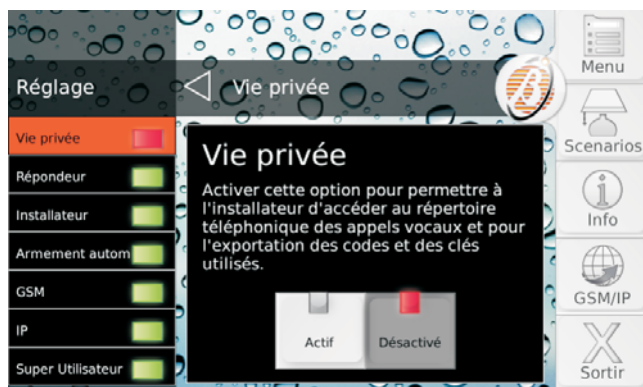 Réglage
Vie privée
Répondeur
Installateur
Armement autom
GSM
IP
Super Utilisateur
Vie privée
Vie privée
Activer cette option pour permettre à
l'installateur d'accéder au répertoire
téléphonique des appels vocaux et pour
l'exportation des codes et des clés
utilisés.
Actif
Désactivé
Menu
Scenarios
Info
GSM/IP
Sortir